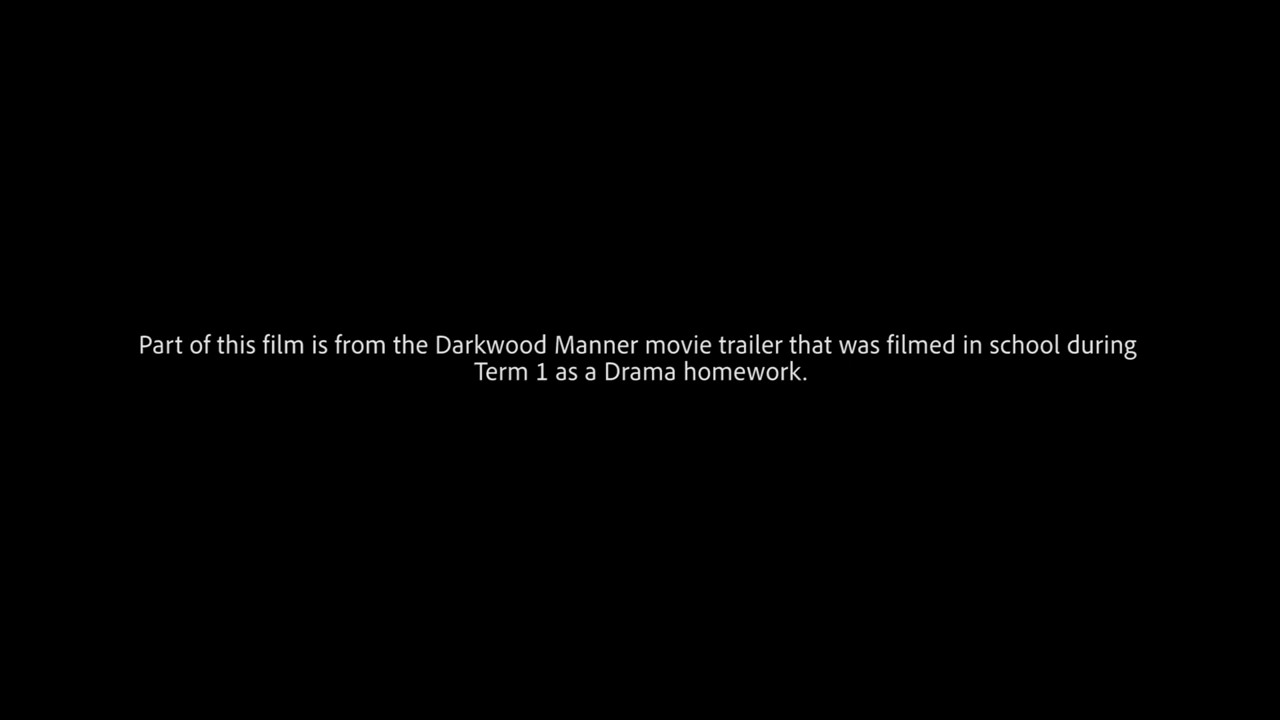 Part of this film is from the Darkwood Manner movie trailer that was filmed in school during
Term 1 as a Drama homework.